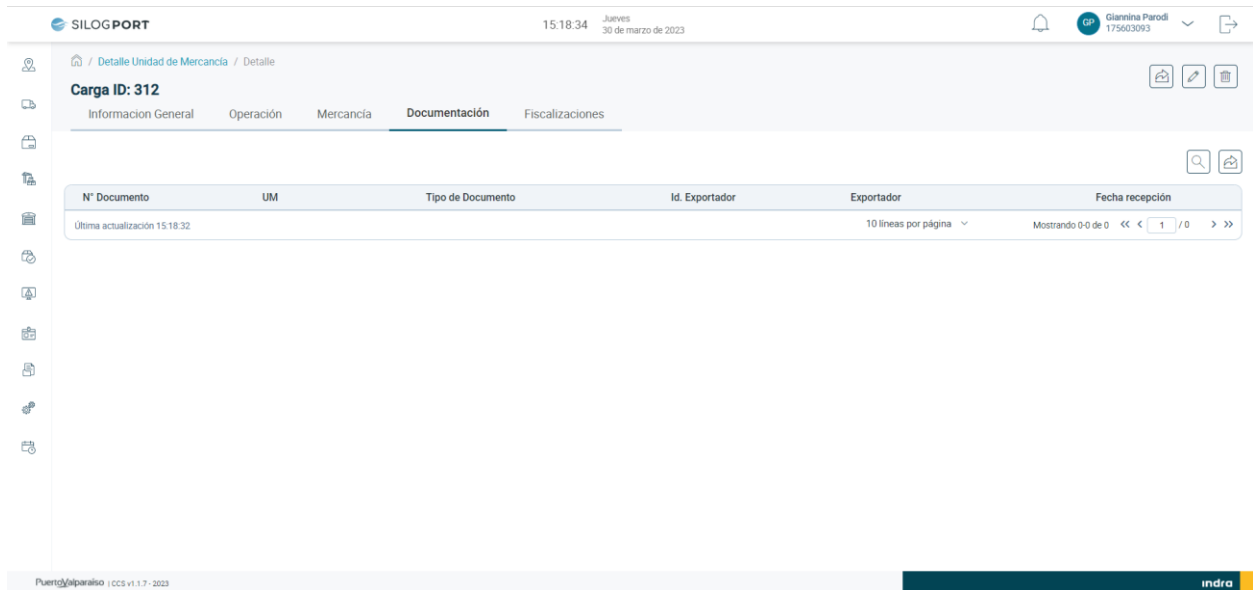 SILOGPORT
15:18:34
Jueves
30 de marzo de 2023
GP
Giannina Parodi
175603093
/ Detalle Unidad de Mercancía / Detalle
Carga ID: 312
Informacion General Operación Mercancía Documentación Fiscalizaciones
N° Documento UM Tipo de Documento Id. Exportador Exportador Fecha recepción
Última actualización 15:18:32 10 líneas por página Mostrando 0-0 de 0 << < 1 / 0 > >>
PuertoValparaíso | CCS v1.1.7 - 2023
indra